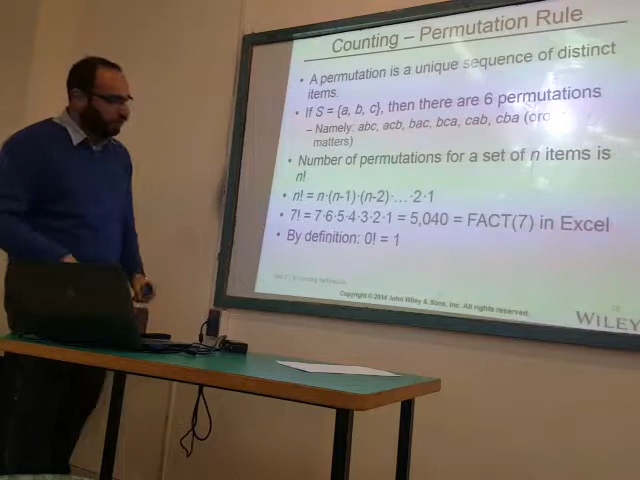 Counting – Permutation Rule
• A permutation is a unique sequence of distinct
items.
• If S = {a, b, c}, then there are 6 permutations
– Namely: abc, acb, bac, bca, cab, cba (order
matters)
• Number of permutations for a set of n items is
n!
• n! = n·(n-1)·(n-2)·…·2·1
• 7! = 7·6·5·4·3·2·1 = 5,040 = FACT(7) in Excel
• By definition: 0! = 1
Copyright © 2014 John Wiley & Sons, Inc. All rights reserved.
WILEY